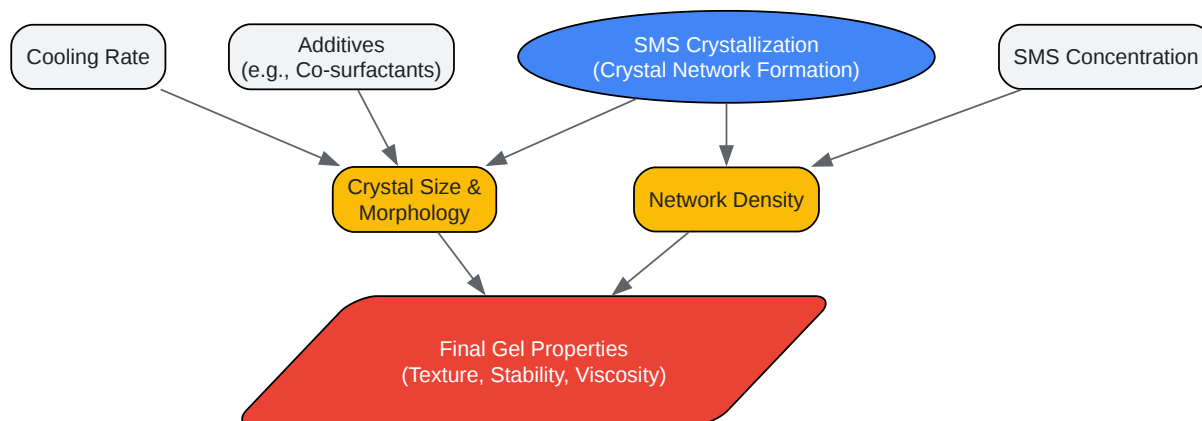 Cooling Rate
Additives
(e.g., Co-surfactants)
SMS Crystallization
(Crystal Network Formation)
SMS Concentration
Crystal Size &
Morphology
Network Density
Final Gel Properties
(Texture, Stability, Viscosity)